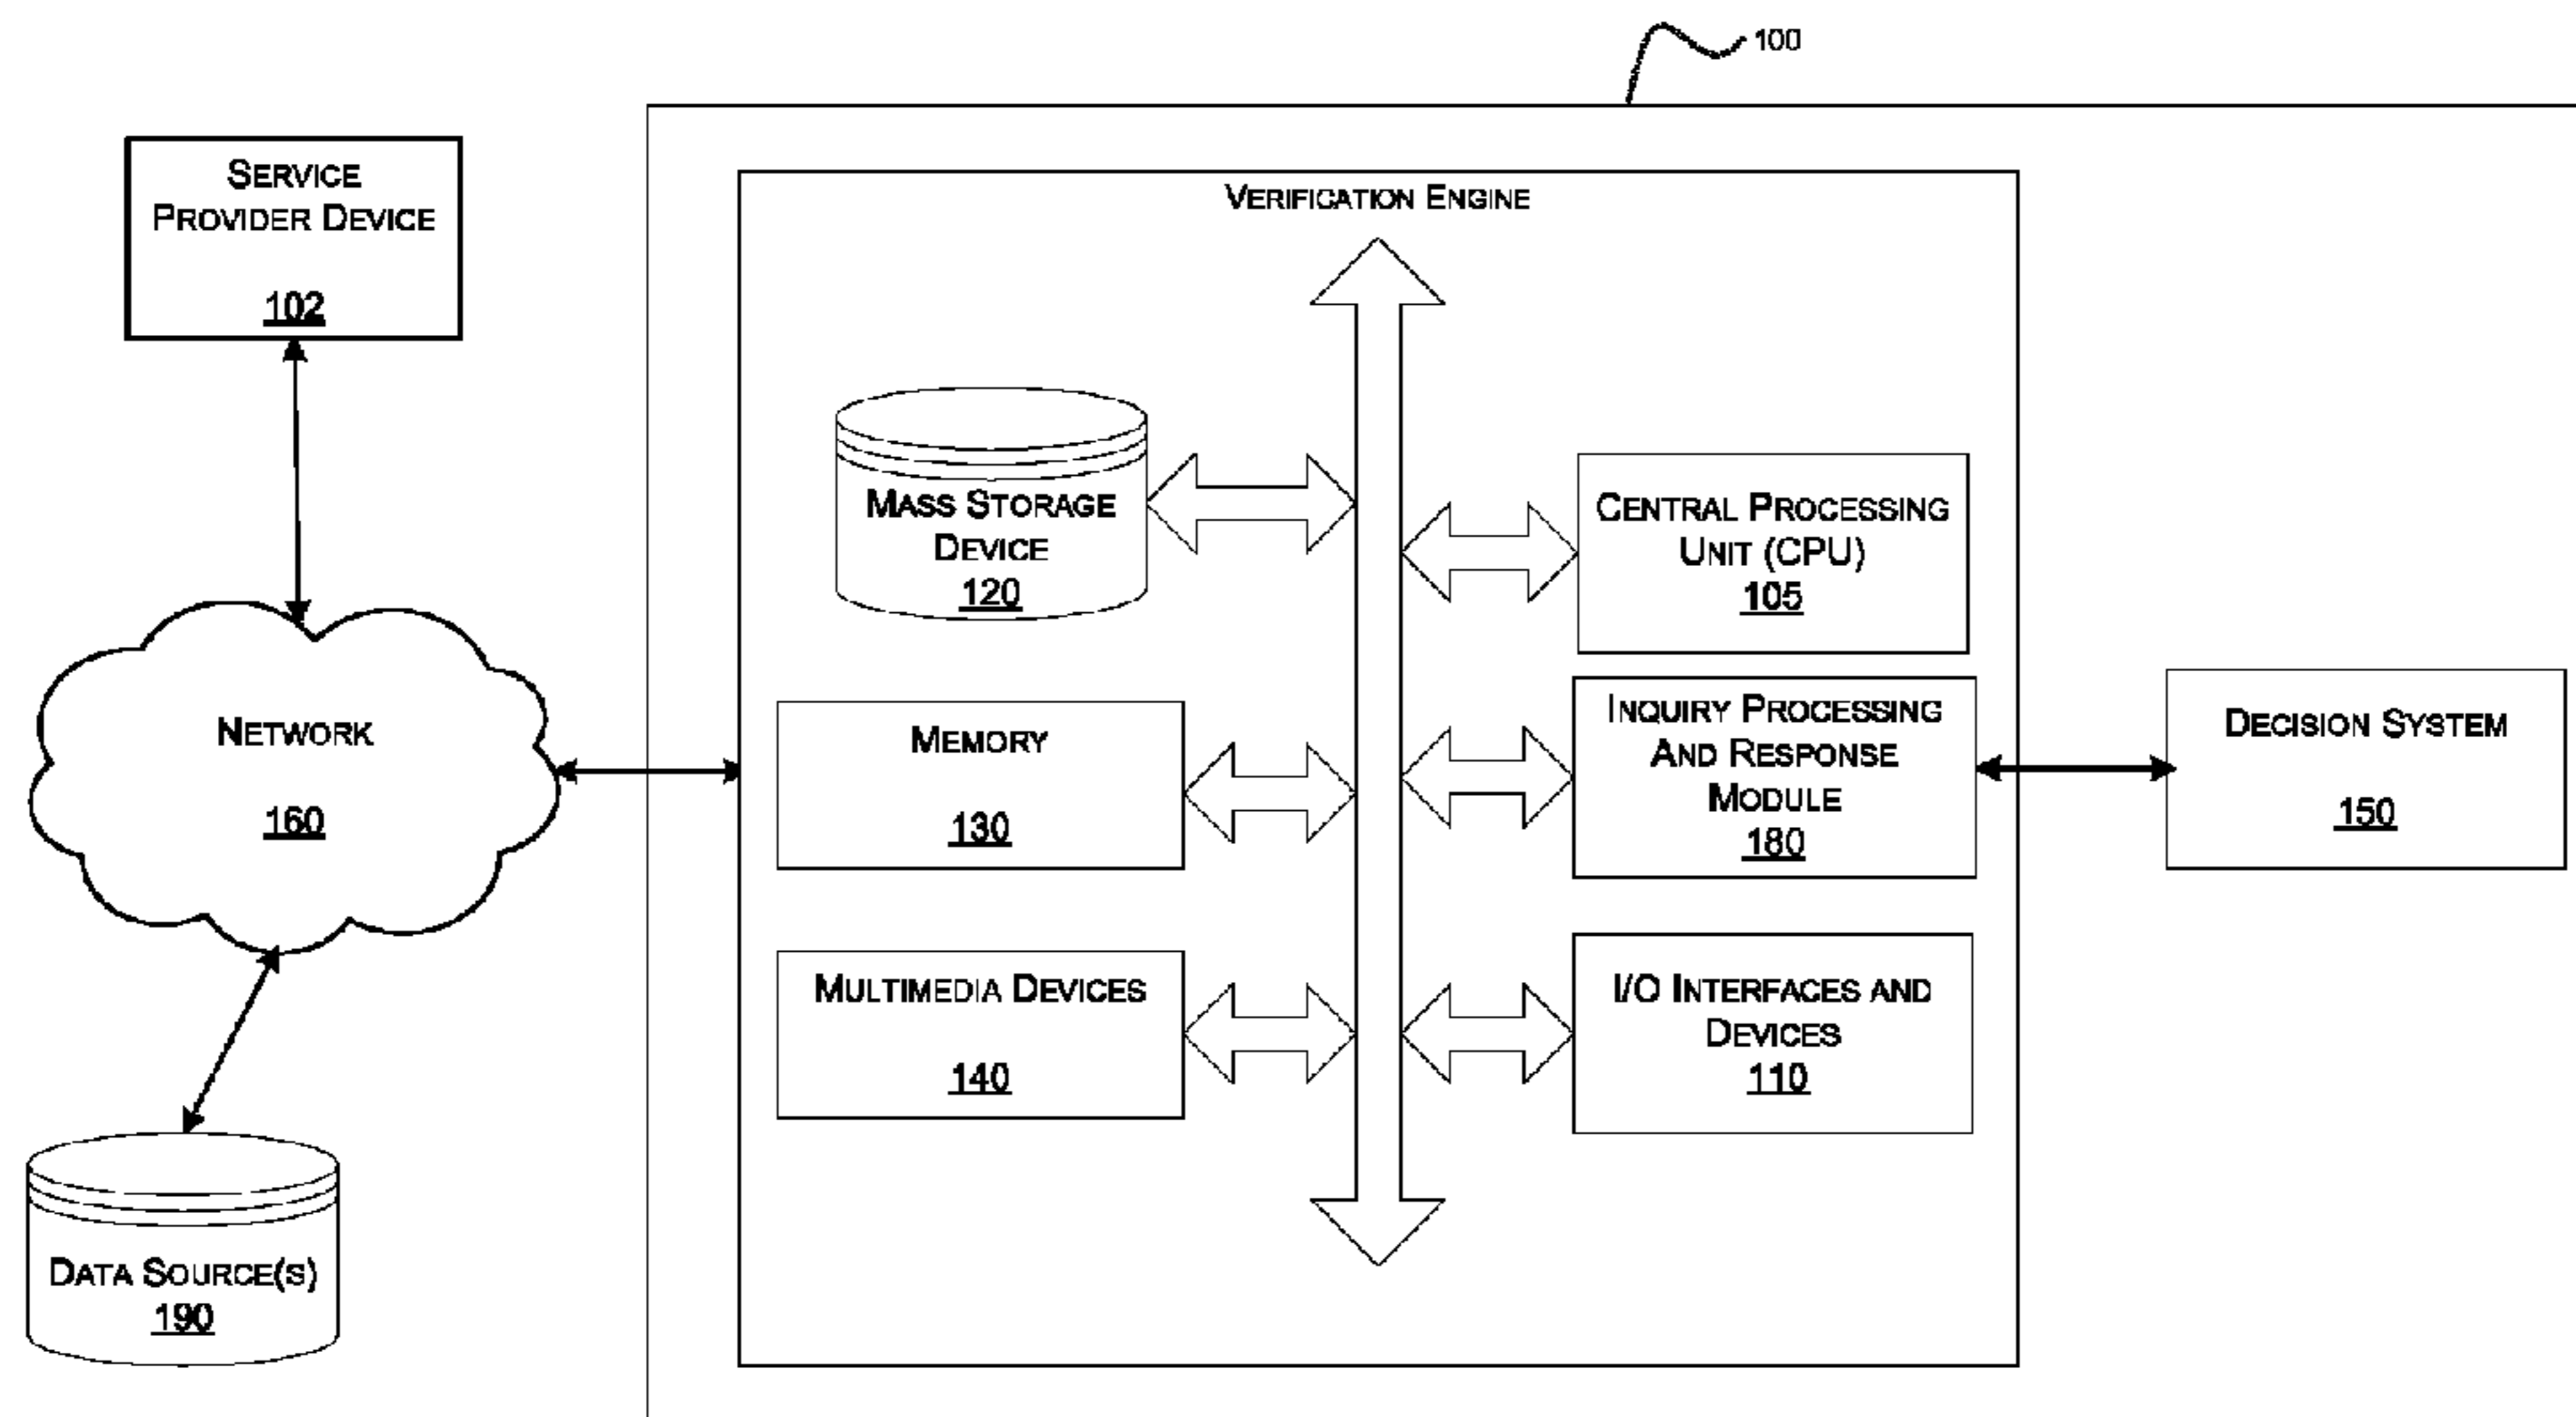 100
SERVICE
PROVIDER DEVICE
102
VERIFICATION ENGINE
MASS STORAGE
DEVICE
120
CENTRAL PROCESSING
UNIT (CPU)
105
NETWORK
160
MEMORY
130
INQUIRY PROCESSING
AND RESPONSE
MODULE
180
DECISION SYSTEM
150
MULTIMEDIA DEVICES
140
I/O INTERFACES AND
DEVICES
110
DATA SOURCE(S)
190